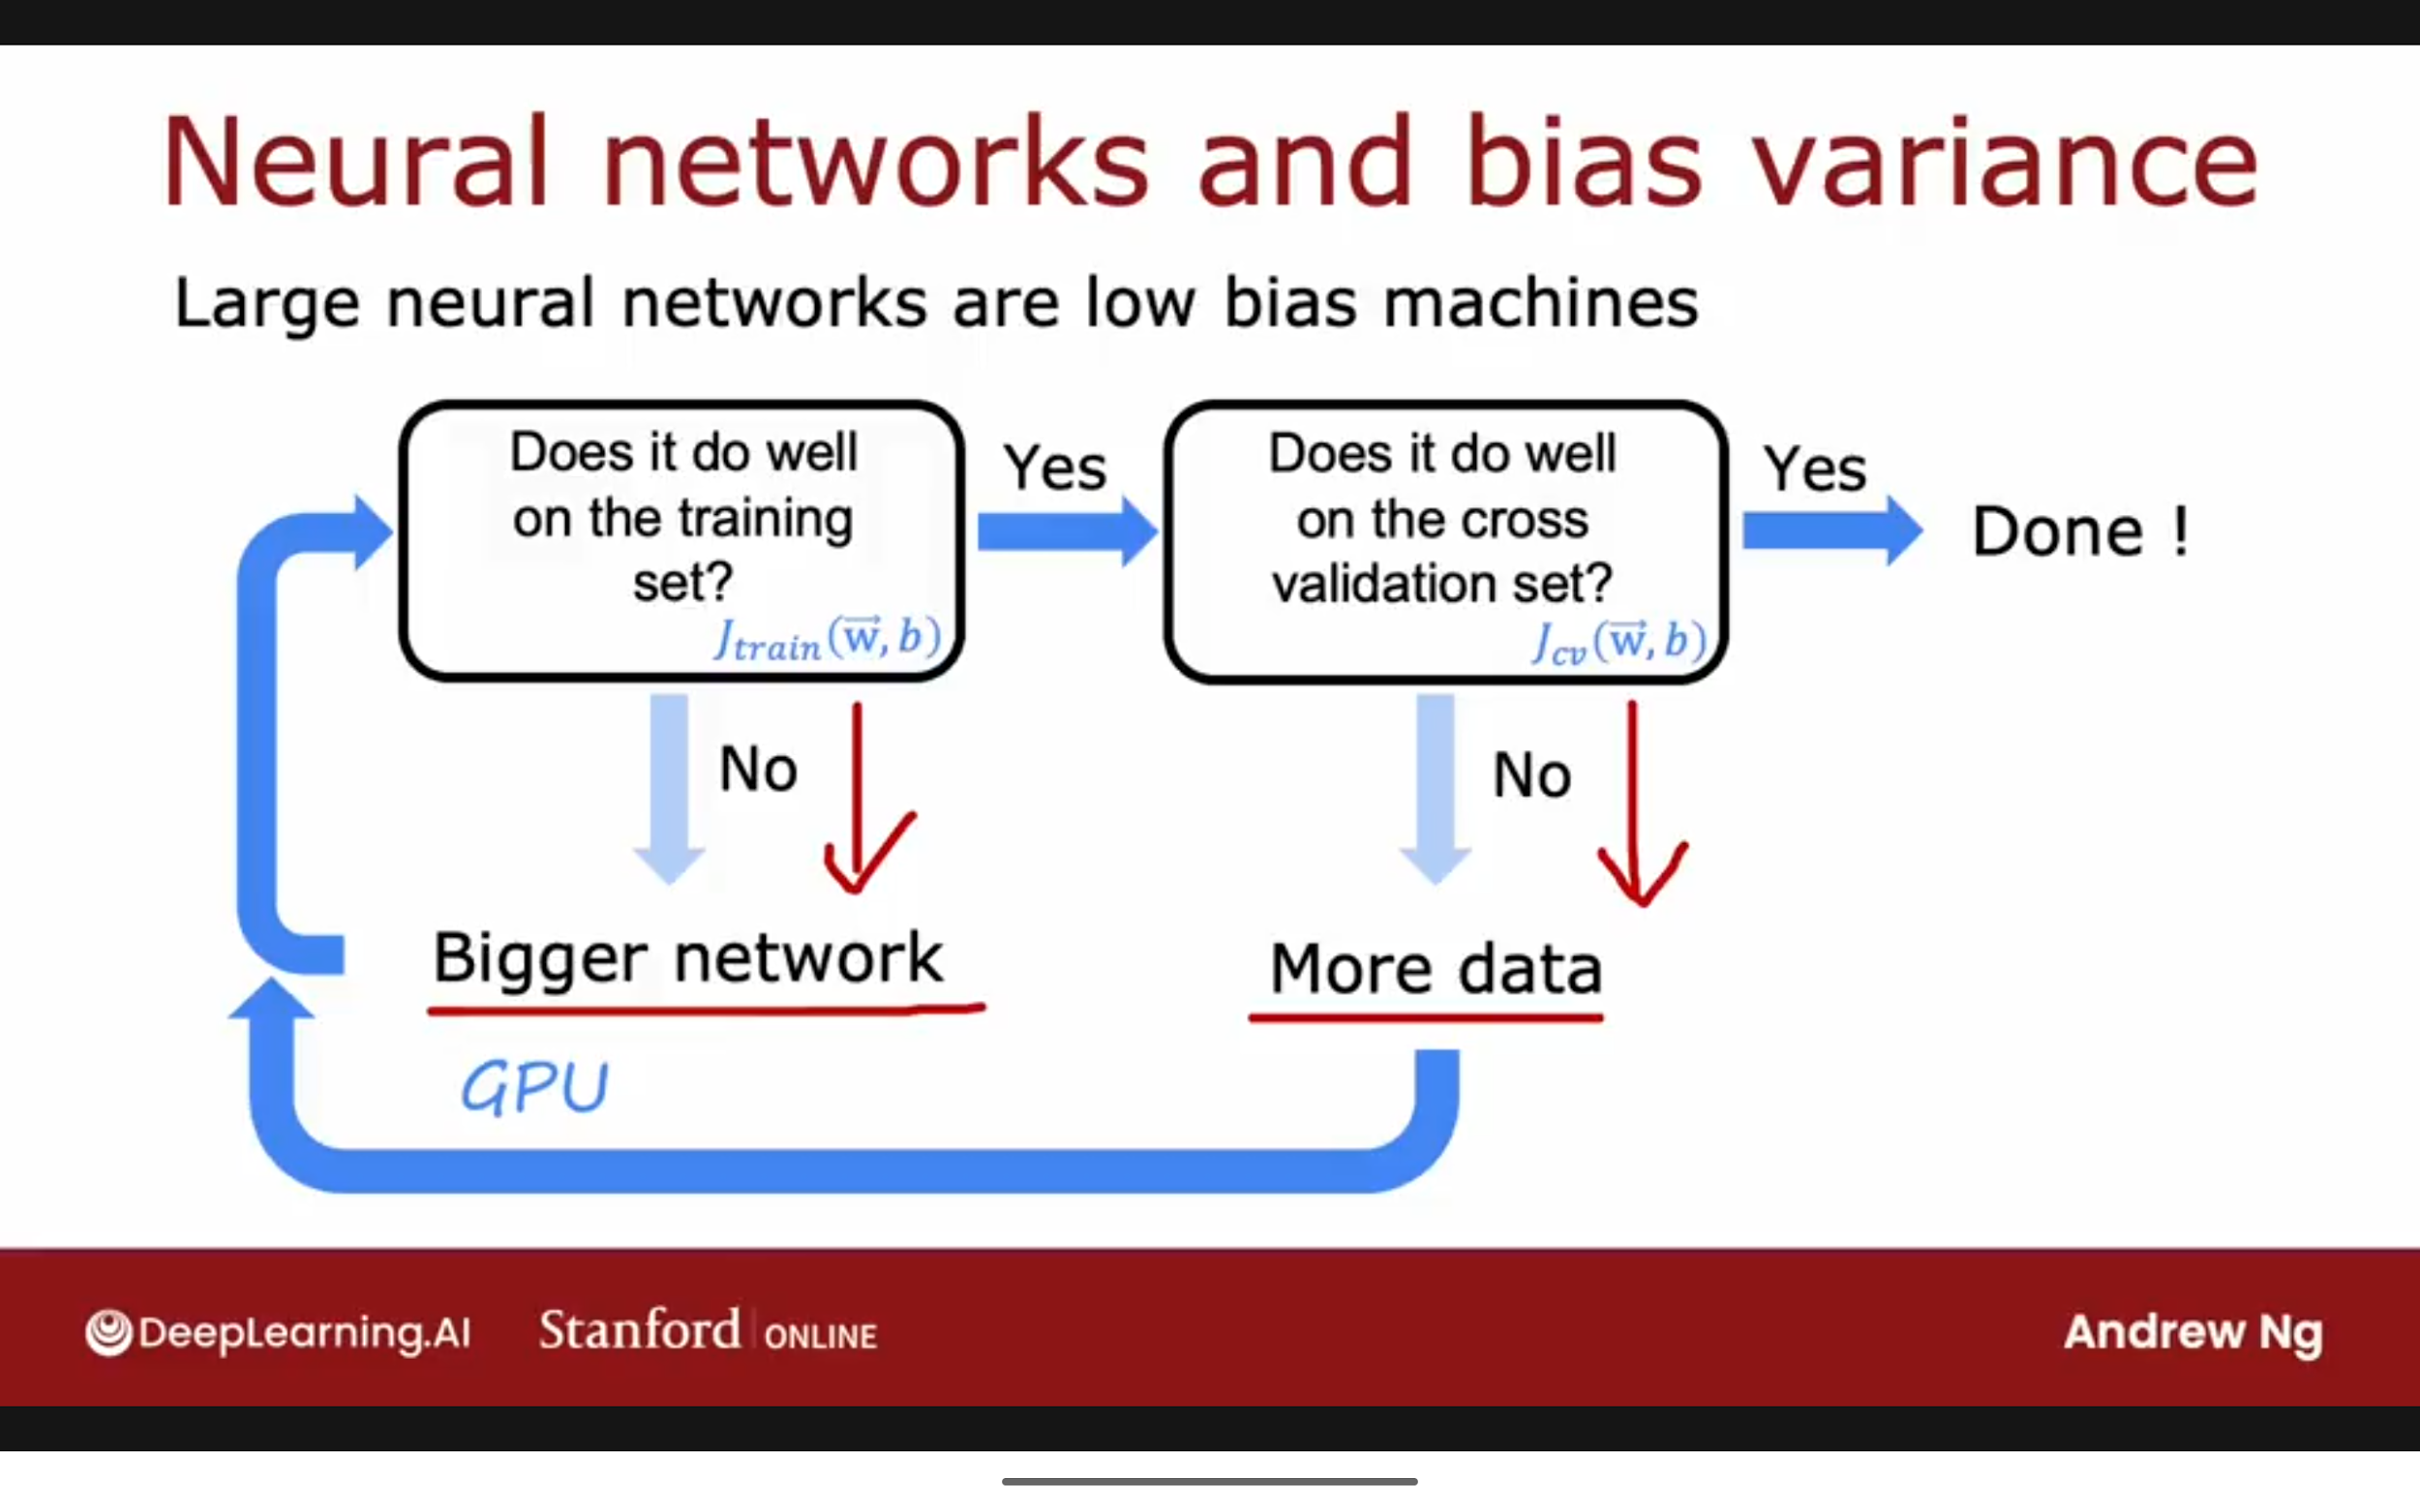 Neural networks and bias variance
Large neural networks are low bias machines
Does it do well
on the training
set?
J_train(w⃗, b)
Yes
Does it do well
on the cross
validation set?
J_cv(w⃗, b)
Yes
Done !
No
No
Bigger network
More data
GPU
DeepLearning.AI
Stanford | ONLINE
Andrew Ng